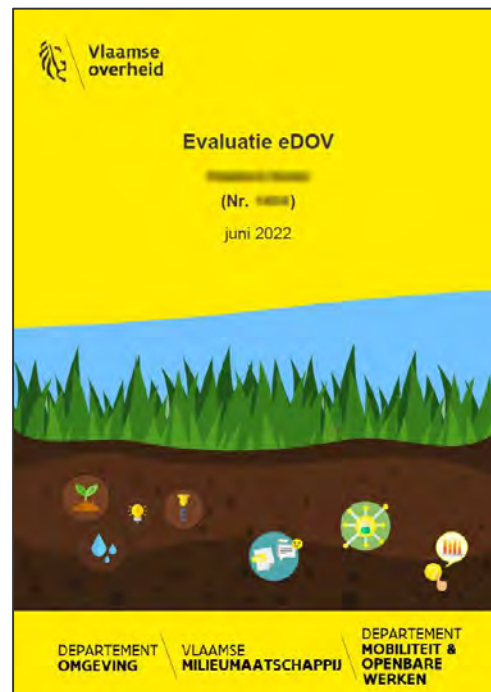 Vlaamse
overheid
Evaluatie eDOV
(Nr. )
juni 2022
DEPARTEMENT
OMGEVING
VLAAMSE
MILIEUMAATSCHAPPIJ
DEPARTEMENT
MOBILITEIT &
OPENBARE
WERKEN